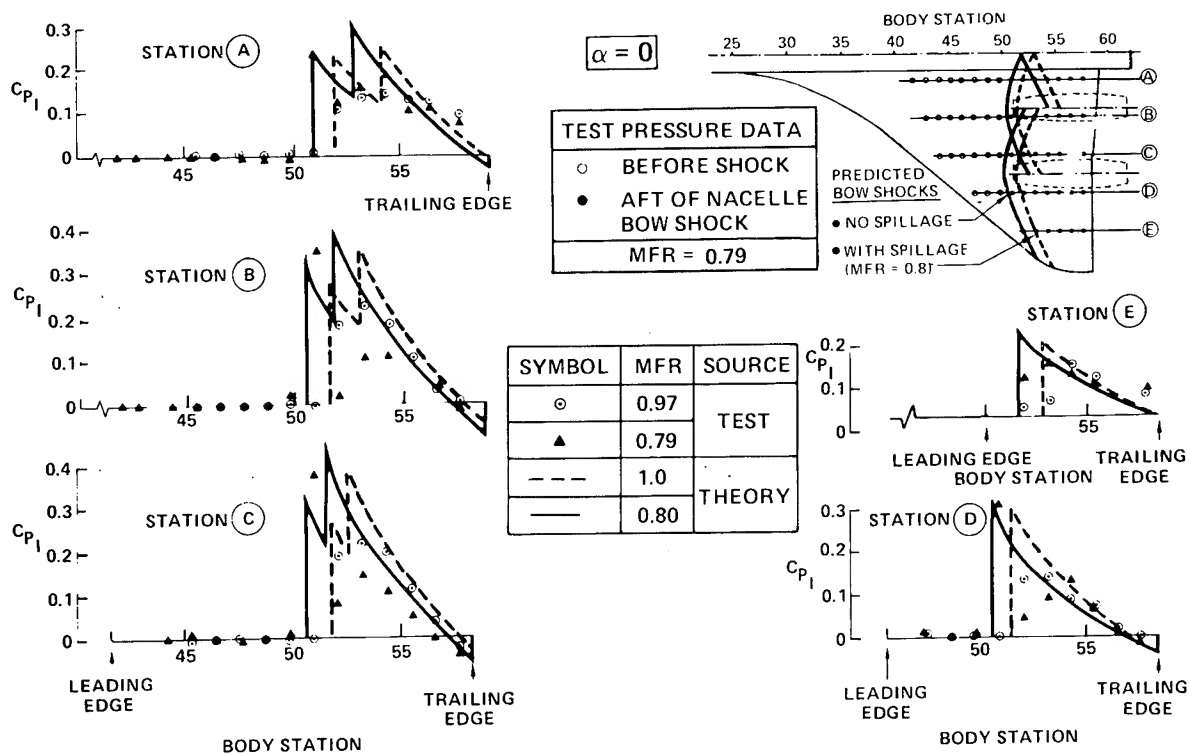 STATION A
CP I
0.3
0.2
0.1
0
45
50
55
TRAILING EDGE
α = 0
BODY STATION
25 30 35 40 45 50 55 60
A
B
C
D
E
PREDICTED
BOW SHOCKS
NO SPILLAGE
WITH SPILLAGE
(MFR = 0.8)
TEST PRESSURE DATA
BEFORE SHOCK
AFT OF NACELLE
BOW SHOCK
MFR = 0.79
STATION B
CP I
0.4
0.3
0.2
0.1
0
45
50
55
SYMBOL MFR SOURCE
0.97 TEST
0.79
1.0 THEORY
0.80
STATION E
CP I
0.2
0.1
0
55
LEADING EDGE
BODY STATION
TRAILING
EDGE
STATION C
CP I
0.4
0.3
0.2
0.1
0
45
50
55
LEADING
EDGE
TRAILING
EDGE
BODY STATION
STATION D
CP I
0.3
0.2
0.1
0
50
55
LEADING
EDGE
TRAILING
EDGE
BODY STATION